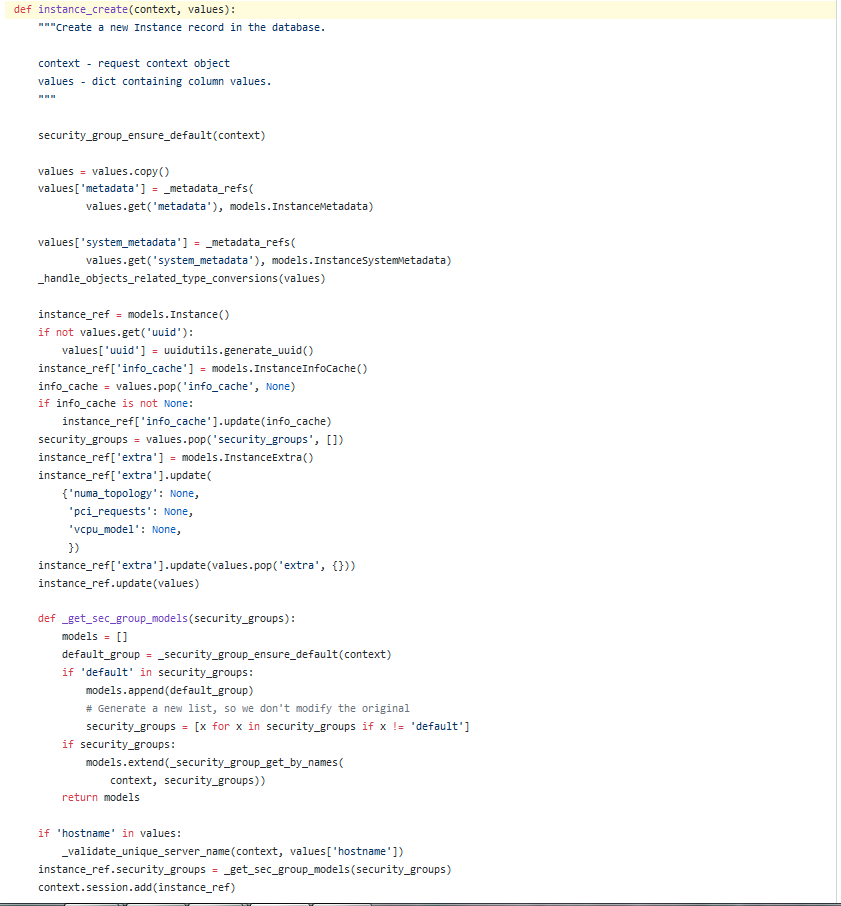 def instance_create(context, values):
    """Create a new Instance record in the database.

    context - request context object
    values - dict containing column values.
    """

    security_group_ensure_default(context)

    values = values.copy()
    values['metadata'] = _metadata_refs(
            values.get('metadata'), models.InstanceMetadata)

    values['system_metadata'] = _metadata_refs(
            values.get('system_metadata'), models.InstanceSystemMetadata)
    _handle_objects_related_type_conversions(values)

    instance_ref = models.Instance()
    if not values.get('uuid'):
        values['uuid'] = uuidutils.generate_uuid()
    instance_ref['info_cache'] = models.InstanceInfoCache()
    info_cache = values.pop('info_cache', None)
    if info_cache is not None:
        instance_ref['info_cache'].update(info_cache)
    security_groups = values.pop('security_groups', [])
    instance_ref['extra'] = models.InstanceExtra()
    instance_ref['extra'].update(
        {'numa_topology': None,
         'pci_requests': None,
         'vcpu_model': None,
         })
    instance_ref['extra'].update(values.pop('extra', {}))
    instance_ref.update(values)

    def _get_sec_group_models(security_groups):
        models = []
        default_group = _security_group_ensure_default(context)
        if 'default' in security_groups:
            models.append(default_group)
            # Generate a new list, so we don't modify the original
            security_groups = [x for x in security_groups if x != 'default']
        if security_groups:
            models.extend(_security_group_get_by_names(
                context, security_groups))
        return models

    if 'hostname' in values:
        _validate_unique_server_name(context, values['hostname'])
    instance_ref.security_groups = _get_sec_group_models(security_groups)
    context.session.add(instance_ref)